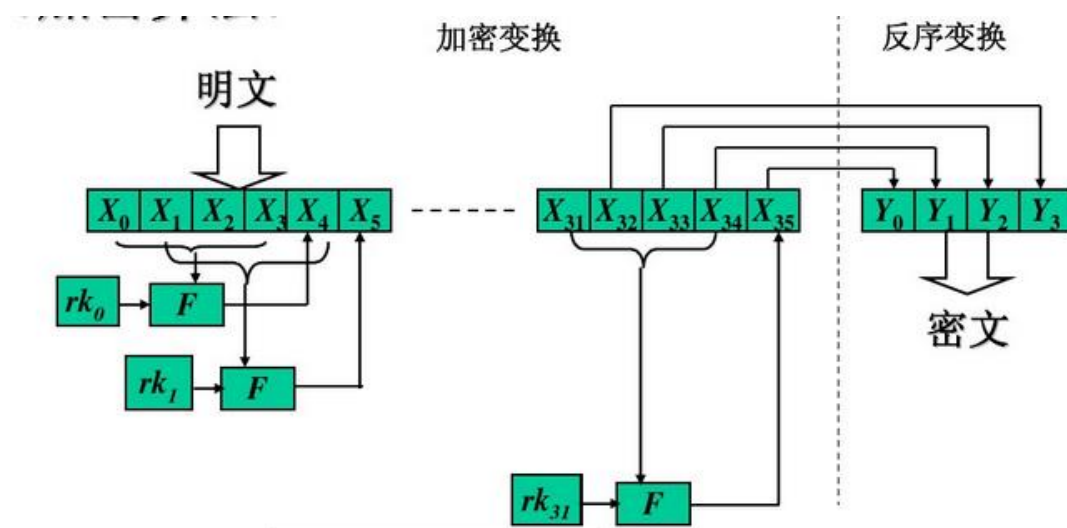 加密变换
反序变换
明文
X₀ X₁ X₂ X₃ X₄ X₅
X₃₁ X₃₂ X₃₃ X₃₄ X₃₅
Y₀ Y₁ Y₂ Y₃
rk₀
F
密文
rk₁
F
rk₃₁
F